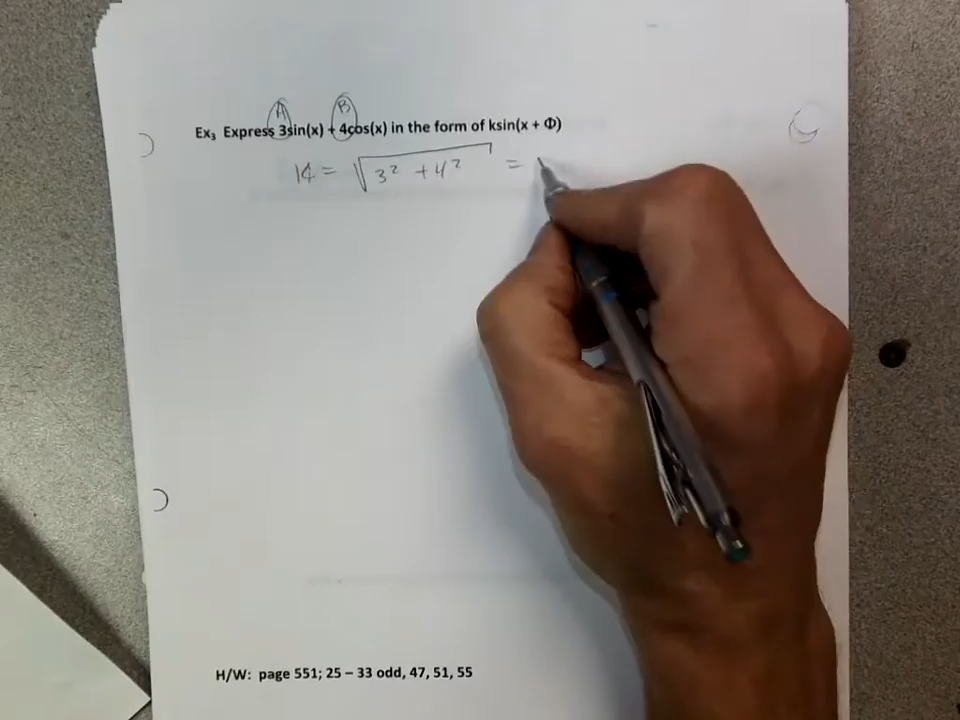 A B
Ex₃ Express 3sin(x) + 4cos(x) in the form of ksin(x + Φ)
K = √(3² + 4²) =
H/W: page 551; 25 – 33 odd, 47, 51, 55